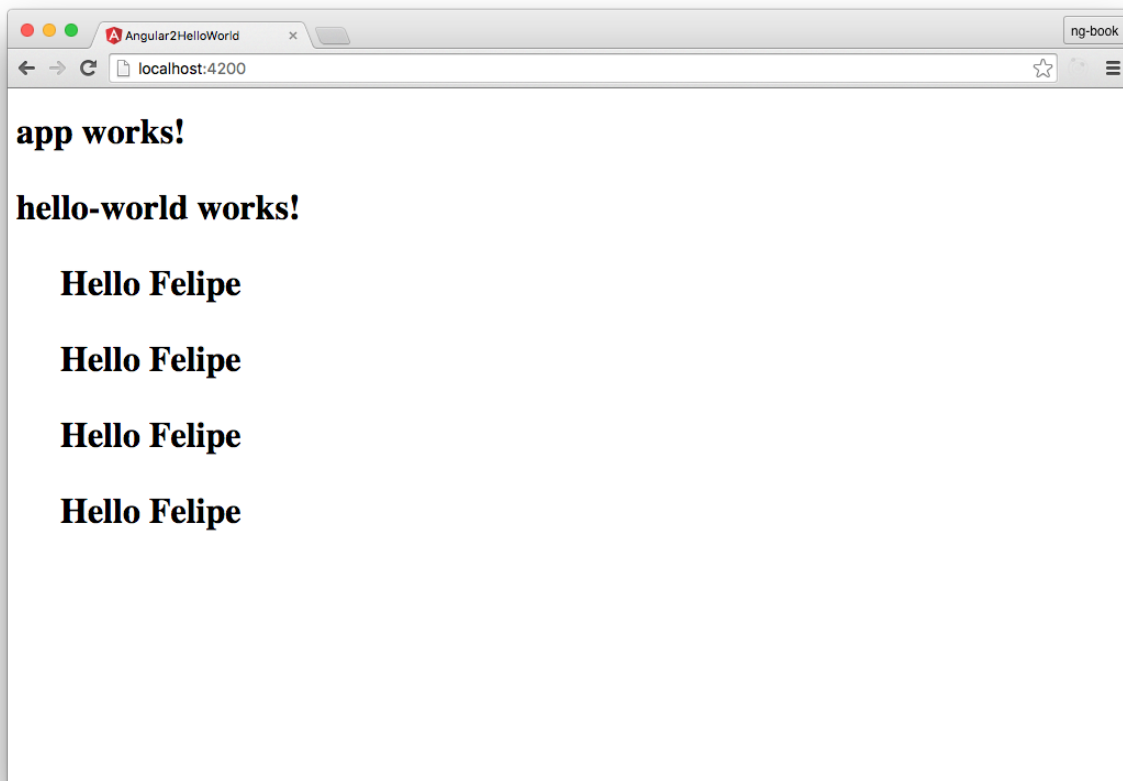 Angular2HelloWorld
ng-book
localhost:4200
app works!
hello-world works!
Hello Felipe
Hello Felipe
Hello Felipe
Hello Felipe